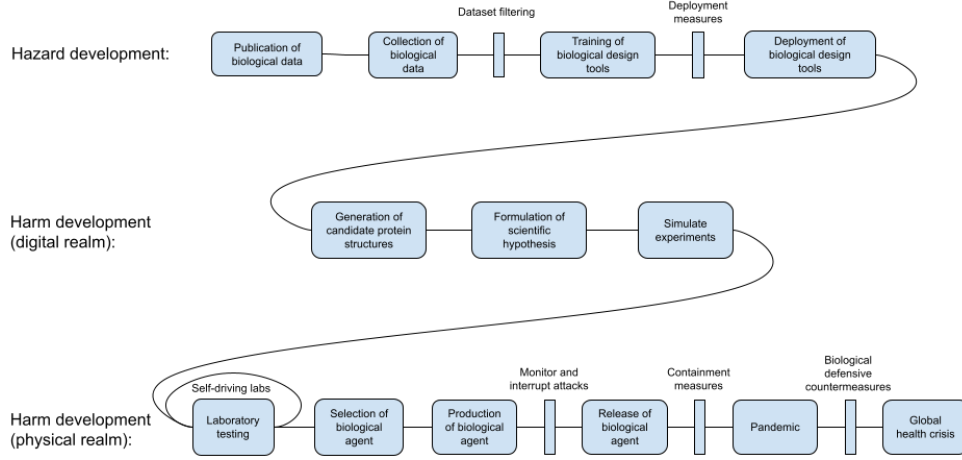 Dataset filtering
Deployment
measures
Hazard development:
Publication of
biological data
Collection of
biological
data
Training of
biological design
tools
Deployment of
biological design
tools
Harm development
(digital realm):
Generation of
candidate protein
structures
Formulation of
scientific
hypothesis
Simulate
experiments
Self-driving labs
Monitor and
interrupt attacks
Containment
measures
Biological
defensive
countermeasures
Harm development
(physical realm):
Laboratory
testing
Selection of
biological
agent
Production
of biological
agent
Release of
biological
agent
Pandemic
Global
health crisis